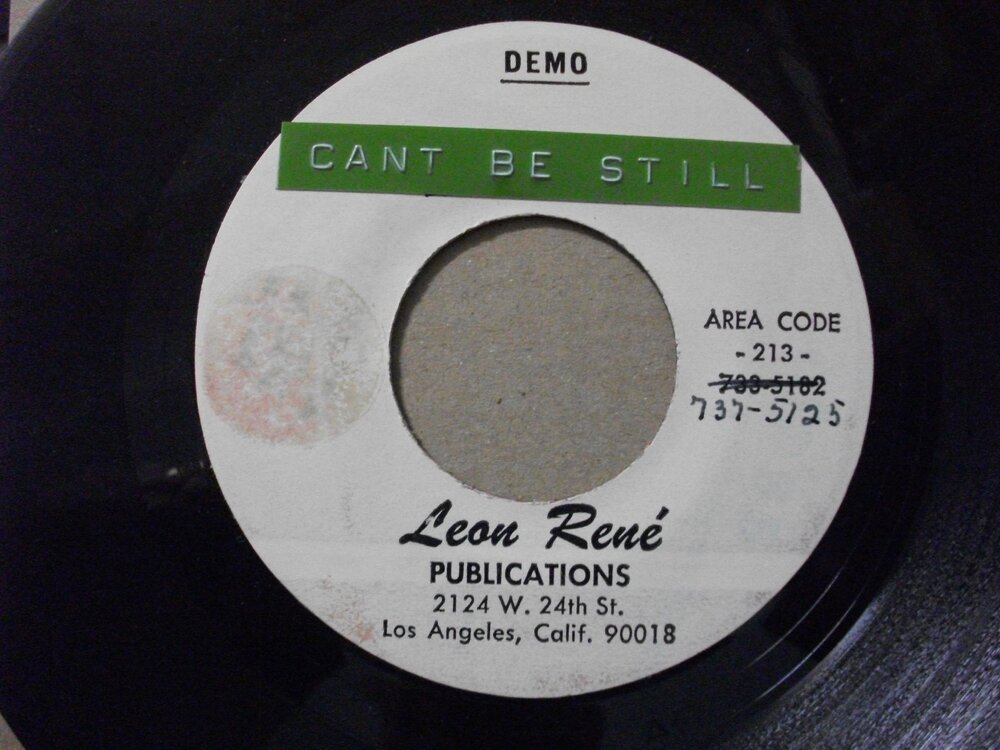 DEMO
CANT BE STILL
AREA CODE
- 213 -
733-5182
737-5125
Leon René
PUBLICATIONS
2124 W. 24th St.
Los Angeles, Calif. 90018